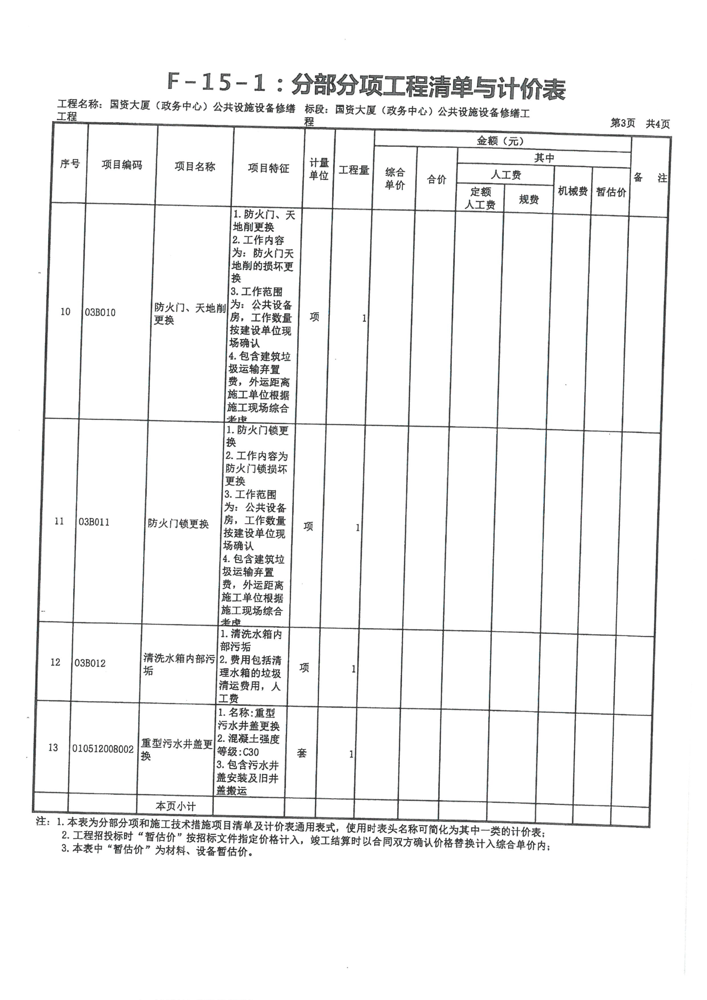 F-15-1：分部分项工程清单与计价表
工程名称：国资大厦（政务中心）公共设施设备修缮
工程
标段：国资大厦（政务中心）公共设施设备修缮工
程
第3页 共4页
序号
项目编码
项目名称
项目特征
计量
单位
工程量
金额（元）
综合
单价
合价
其中
人工费
定额
人工费
规费
机械费
暂估价
备 注
10
03B010
防火门、天地削
更换
1.防火门、天
地削更换
2.工作内容
为：防火门天
地削的损坏更
换
3.工作范围
为：公共设备
房，工作数量
按建设单位现
场确认
4.包含建筑垃
圾运输弃置
费，外运距离
施工单位根据
施工现场综合
考虑
项
1
11
03B011
防火门锁更换
1.防火门锁更
换
2.工作内容为
防火门锁损坏
更换
3.工作范围
为：公共设备
房，工作数量
按建设单位现
场确认
4.包含建筑垃
圾运输弃置
费，外运距离
施工单位根据
施工现场综合
考虑
项
1
12
03B012
清洗水箱内部污
垢
1.清洗水箱内
部污垢
2.费用包括清
理水箱的垃圾
清运费用，人
工费
项
1
13
010512008002
重型污水井盖更
换
1.名称:重型
污水井盖更换
2.混凝土强度
等级:C30
3.包含污水井
盖安装及旧井
盖搬运
套
1
本页小计
注：1.本表为分部分项和施工技术措施项目清单及计价表通用表式，使用时表头名称可简化为其中一类的计价表；
2.工程招投标时“暂估价”按招标文件指定价格计入，竣工结算时以合同双方确认价格替换计入综合单价内；
3.本表中“暂估价”为材料、设备暂估价。